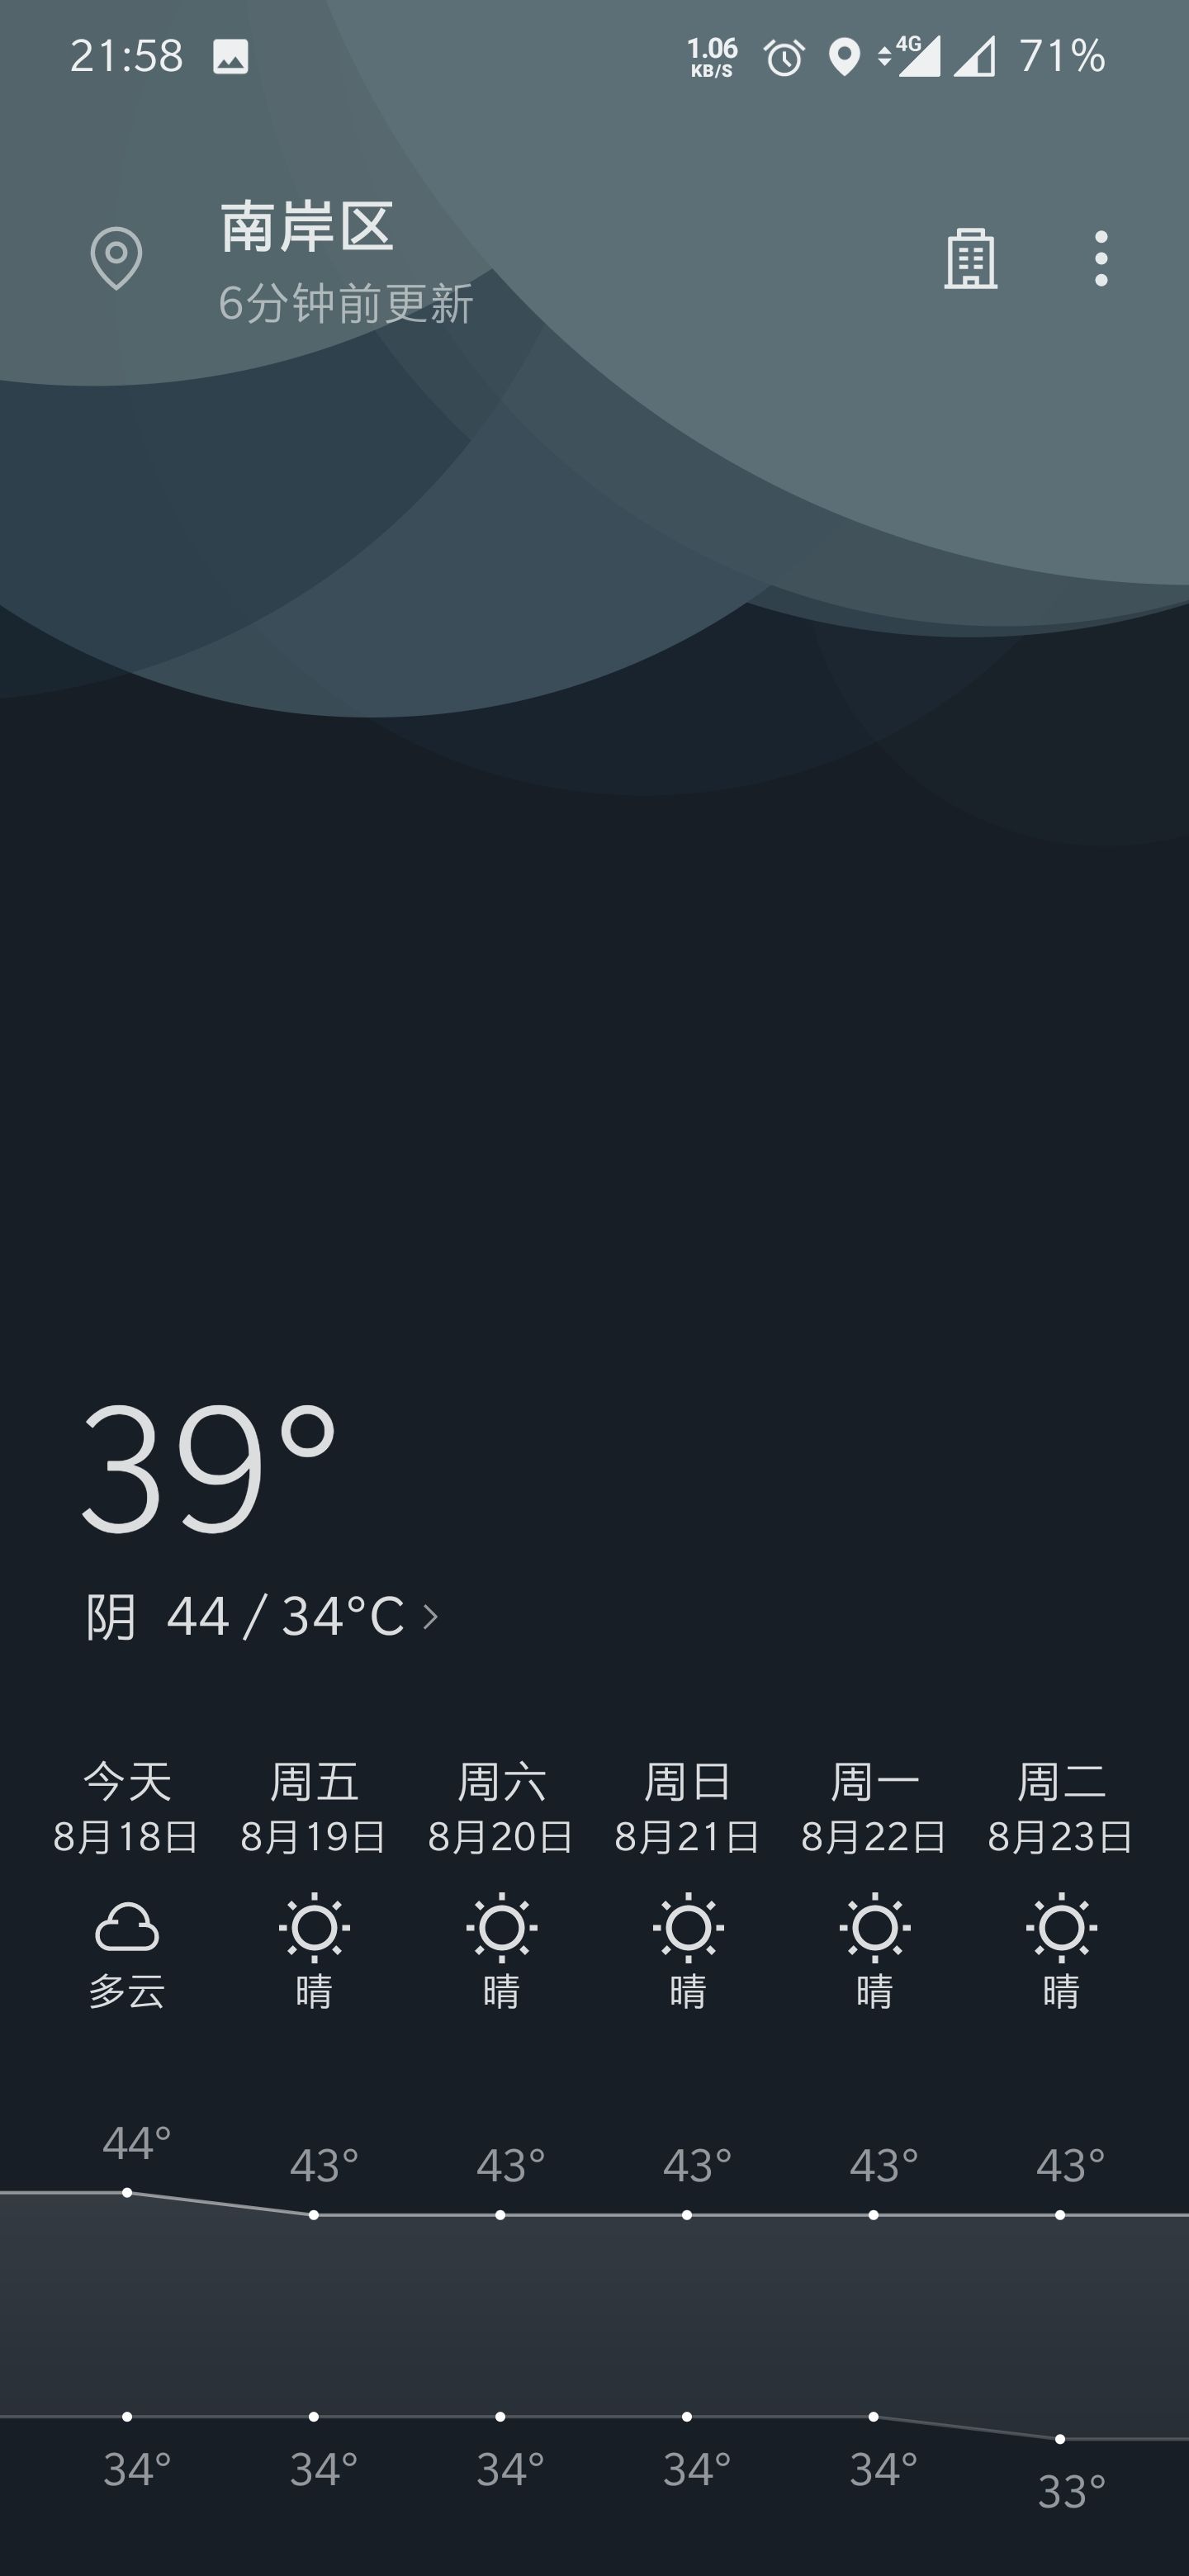 21:58
1.06 KB/S 4G 71%
南岸区
6分钟前更新
39°
阴 44 / 34°C
今天 周五 周六 周日 周一 周二
8月18日 8月19日 8月20日 8月21日 8月22日 8月23日
多云 晴 晴 晴 晴 晴
44° 43° 43° 43° 43° 43°
34° 34° 34° 34° 34° 33°